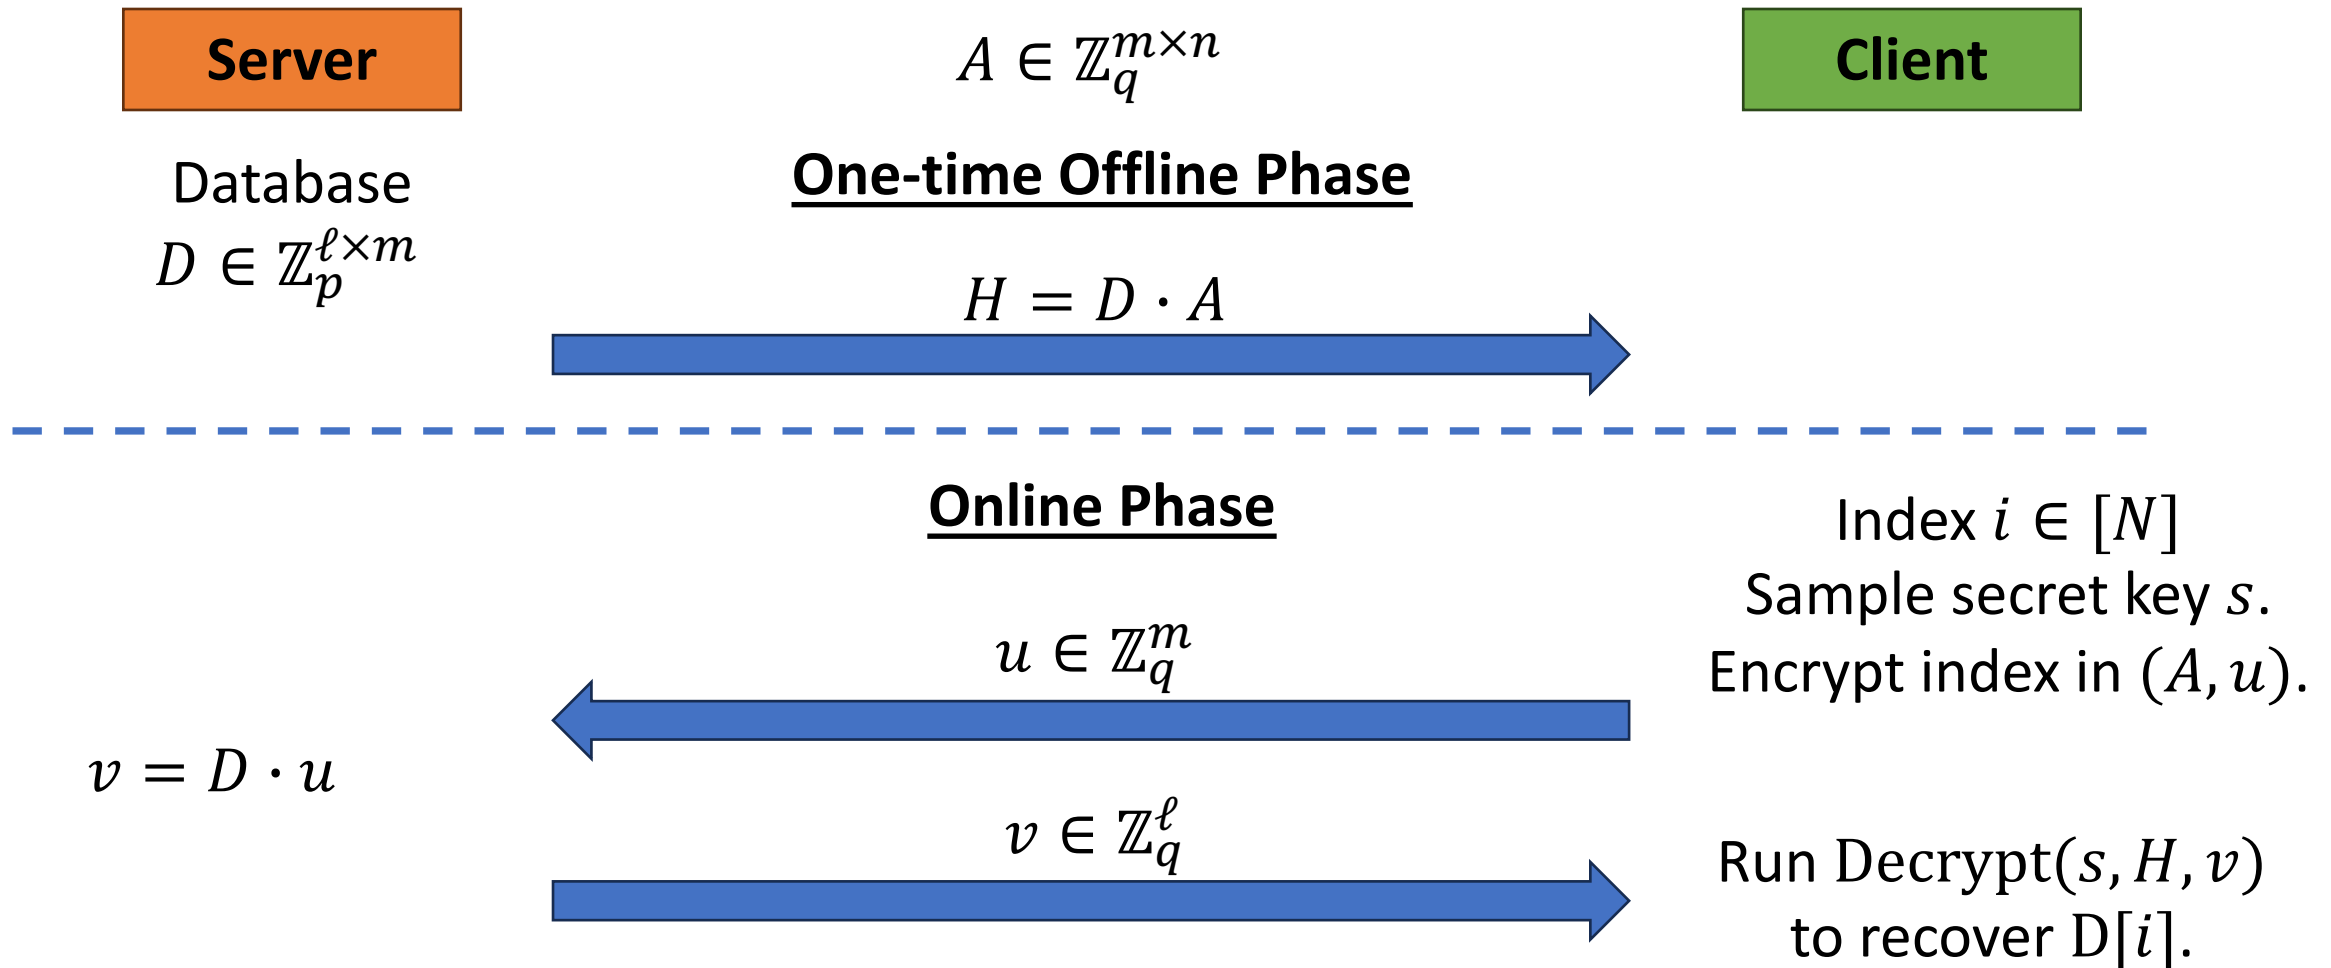 Server
A ∈ ℤ_q^{m×n}
Client
One-time Offline Phase
Database
D ∈ ℤ_p^{ℓ×m}
H = D · A
Online Phase
Index i ∈ [N]
Sample secret key s.
Encrypt index in (A, u).
u ∈ ℤ_q^m
v = D · u
v ∈ ℤ_q^ℓ
Run Decrypt(s, H, v)
to recover D[i].